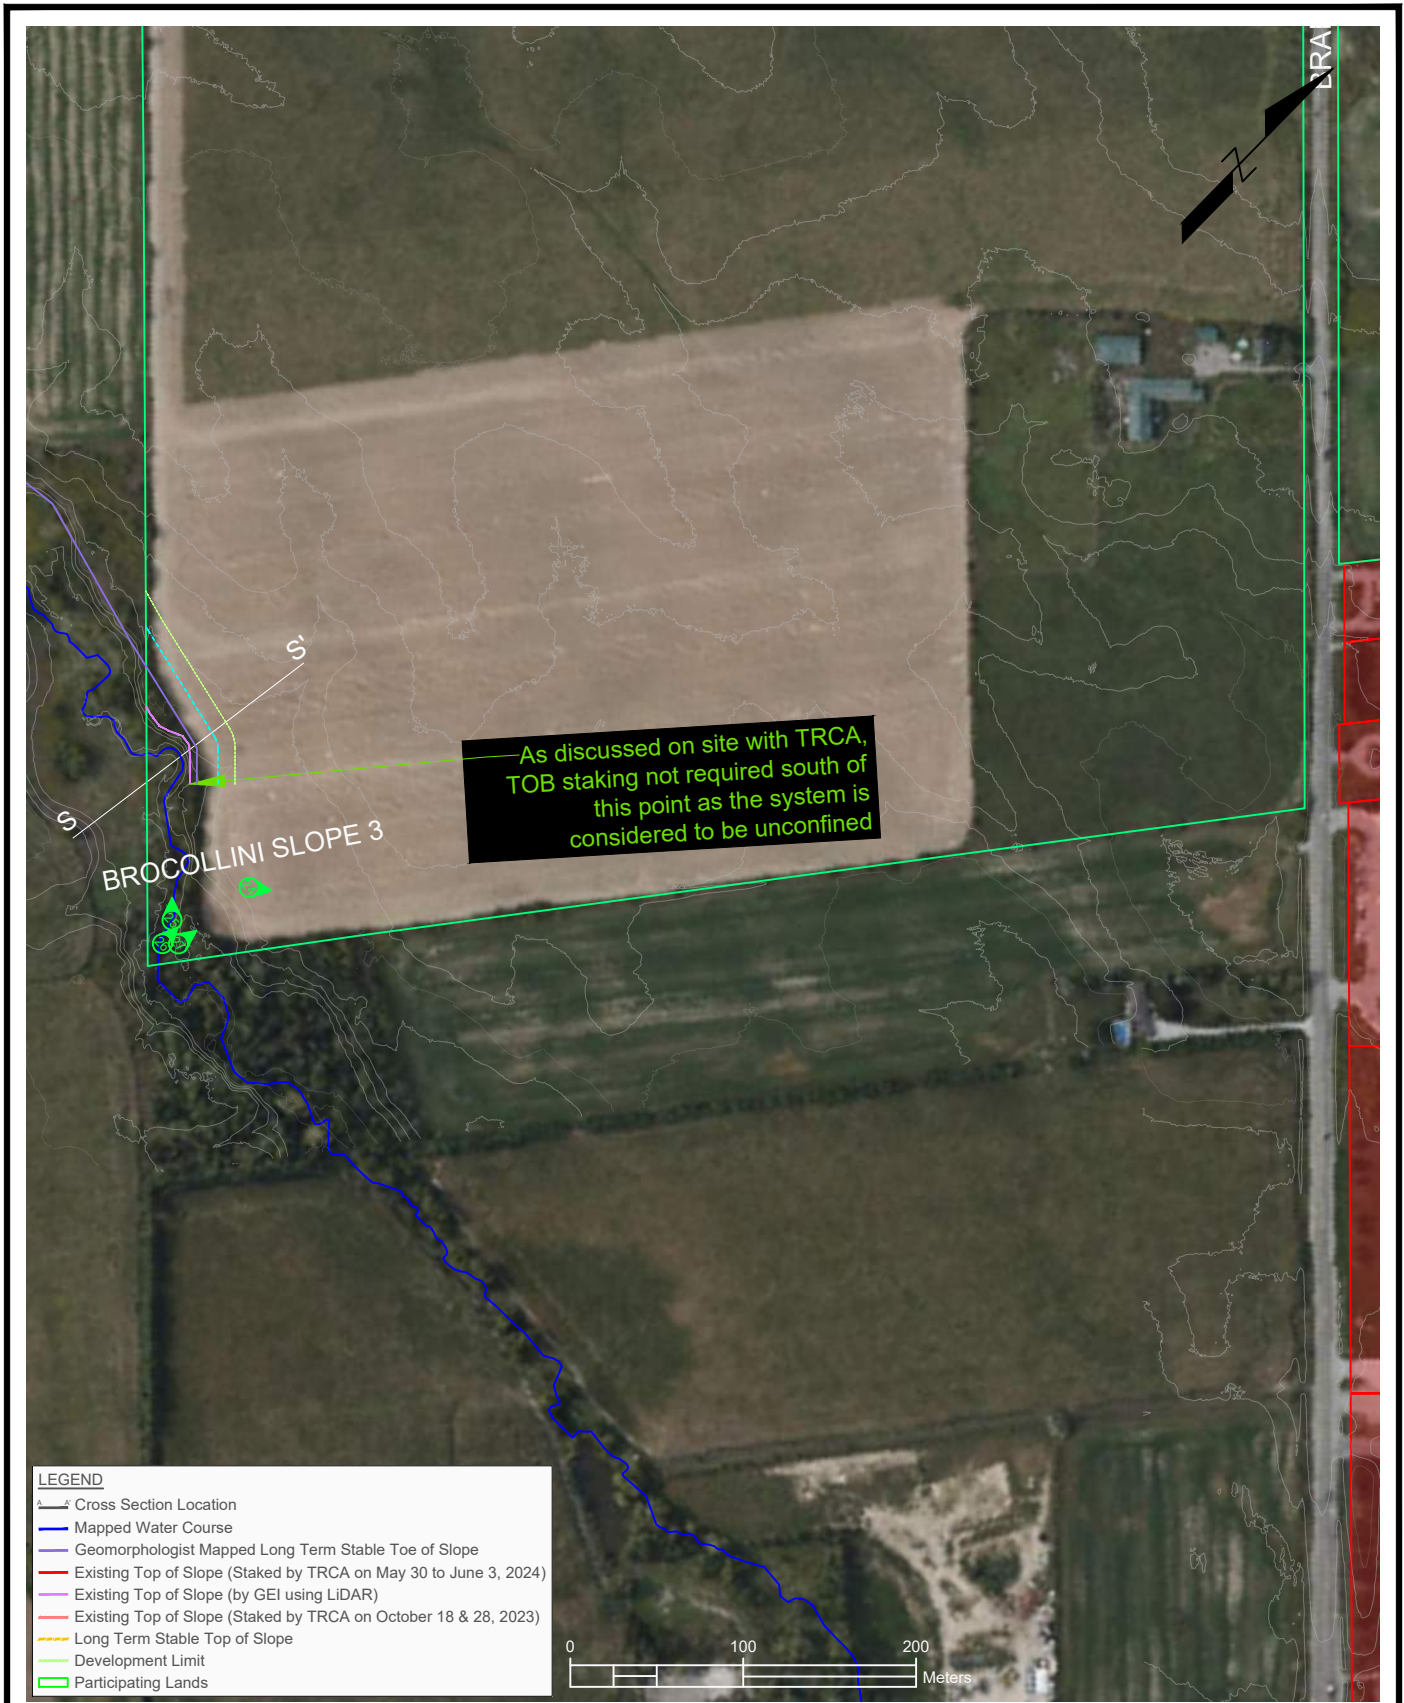 BRA
N
S'
As discussed on site with TRCA,
TOB staking not required south of
this point as the system is
considered to be unconfined
S
BROCOLLINI SLOPE 3
LEGEND
A A' Cross Section Location
Mapped Water Course
Geomorphologist Mapped Long Term Stable Toe of Slope
Existing Top of Slope (Staked by TRCA on May 30 to June 3, 2024)
Existing Top of Slope (by GEI using LiDAR)
Existing Top of Slope (Staked by TRCA on October 18 & 28, 2023)
Long Term Stable Top of Slope
Development Limit
Participating Lands
0 100 200
Meters